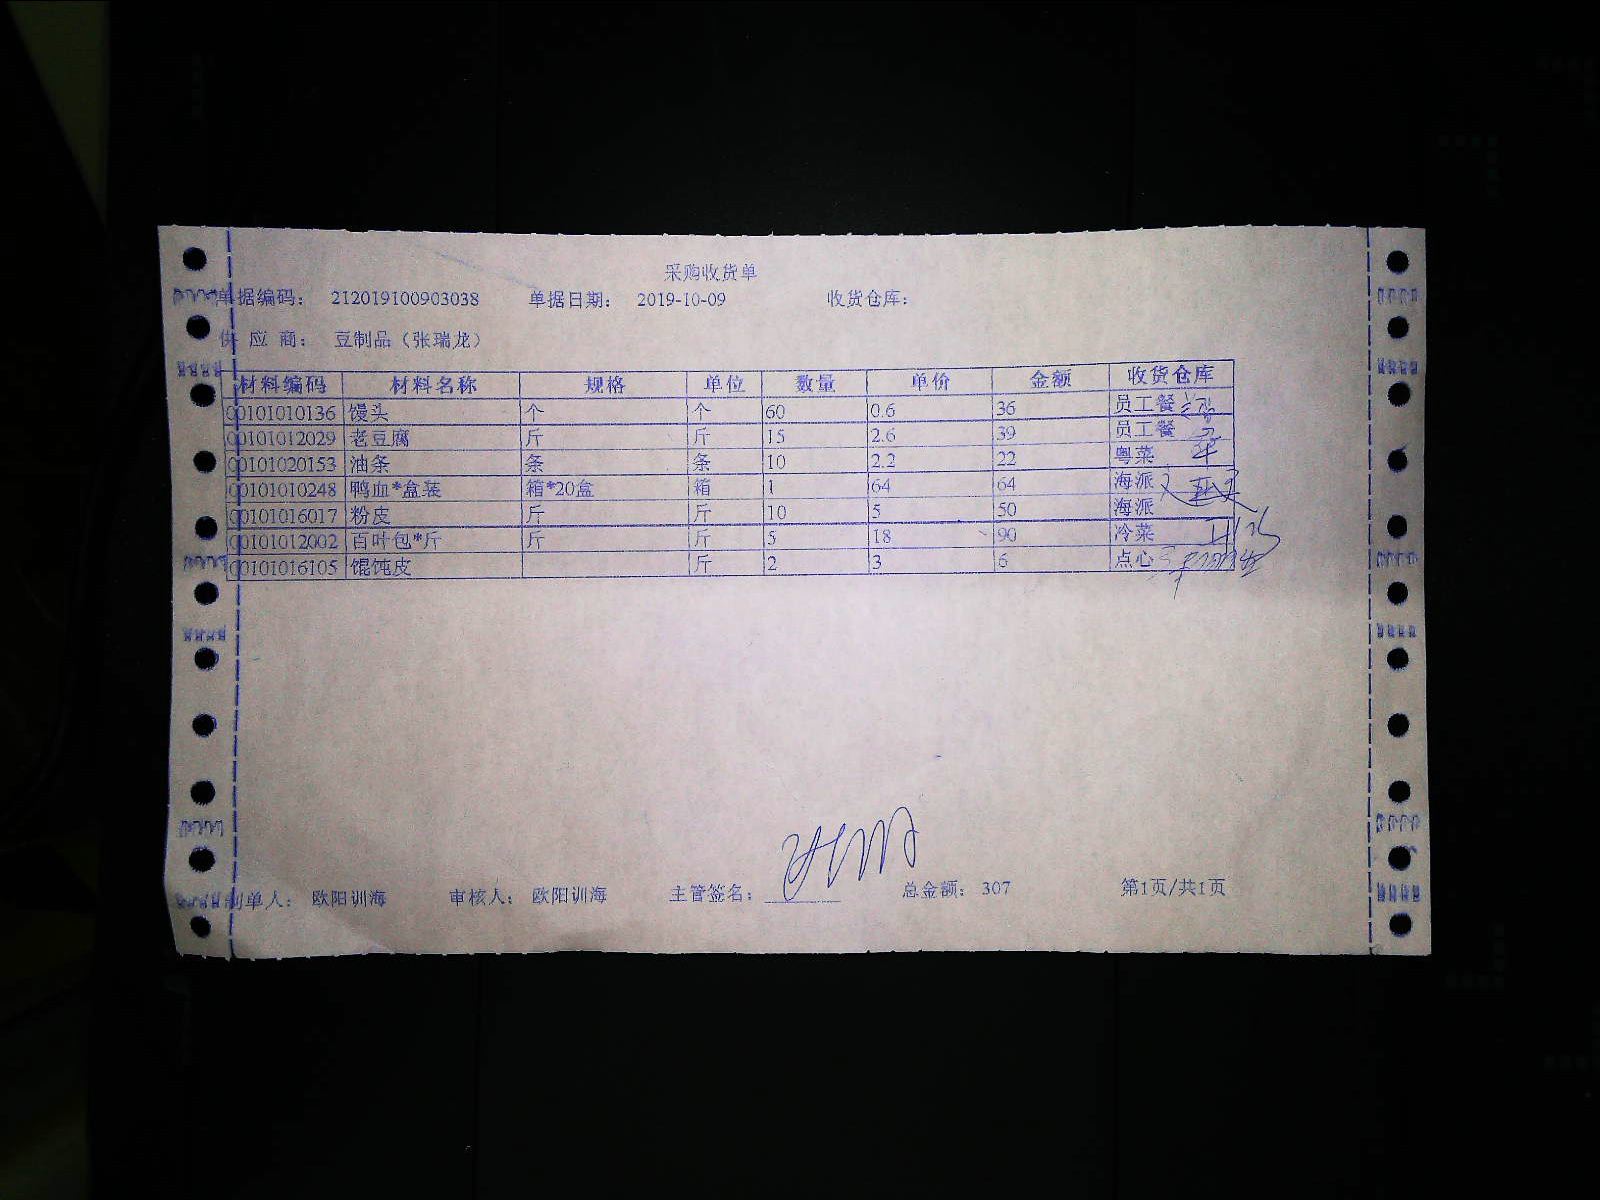 采购收货单
单据编码： 212019100903038 单据日期： 2019-10-09 收货仓库：
供 应 商： 豆制品（张瑞龙）
材料编码 材料名称 规格 单位 数量 单价 金额 收货仓库
00101010136 馒头 个 个 60 0.6 36 员工餐
00101012029 老豆腐 斤 斤 15 2.6 39 员工餐
00101020153 油条 条 条 10 2.2 22 粤菜
00101010248 鸭血*盒装 箱*20盒 箱 1 64 64 海派
00101016017 粉皮 斤 斤 10 5 50 海派
00101012002 百叶包*斤 斤 斤 5 18 90 冷菜
00101016105 馄饨皮 斤 2 3 6 点心
制单人： 欧阳训海 审核人： 欧阳训海 主管签名： 总金额： 307 第1页/共1页